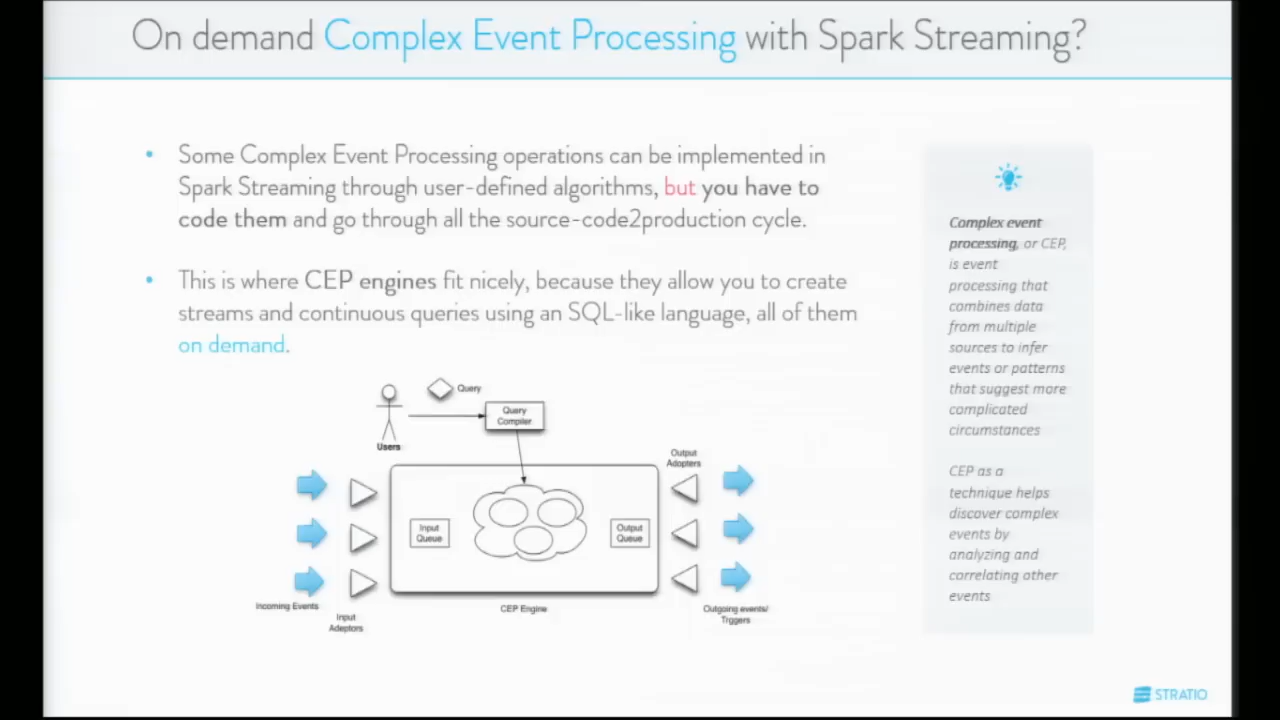 On demand Complex Event Processing with Spark Streaming?
Some Complex Event Processing operations can be implemented in
Spark Streaming through user-defined algorithms, but you have to
code them and go through all the source-code2production cycle.
This is where CEP engines fit nicely, because they allow you to create
streams and continuous queries using an SQL-like language, all of them
on demand.
Query
Query
Compiler
Users
Output
Adopters
Input
Queue
Output
Queue
Incoming Events
Input
Adeptors
CEP Engine
Outgoing events/
Trggers
Complex event
processing, or CEP,
is event
processing that
combines data
from multiple
sources to infer
events or patterns
that suggest more
complicated
circumstances
CEP as a
technique helps
discover complex
events by
analyzing and
correlating other
events
STRATIO